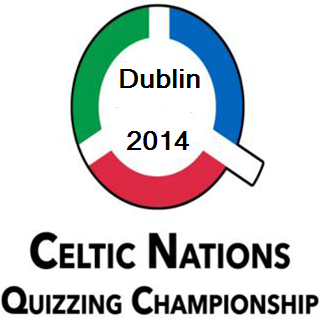 Dublin
2014
CELTIC NATIONS
QUIZZING CHAMPIONSHIP